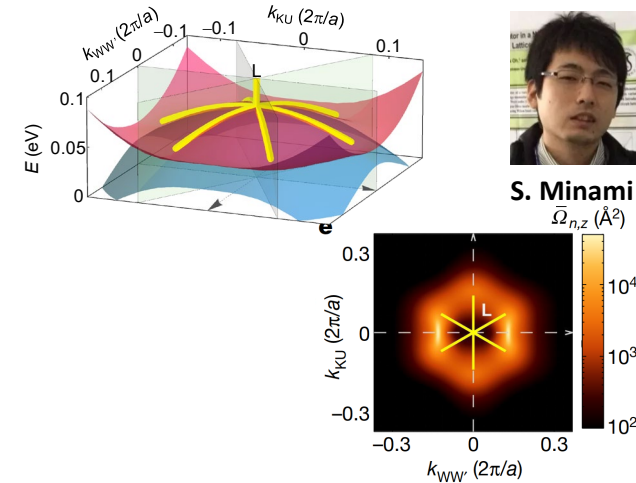 k_KU (2π/a)
k_WW′ (2π/a)
−0.1
0
0.1
−0.1
0
0.1
L
0.1
0.05
0
E (eV)
S. Minami
e
Ω̅_n,z (Å²)
0.3
0
−0.3
k_KU (2π/a)
L
10⁴
10³
10²
−0.3
0
0.3
k_WW′ (2π/a)